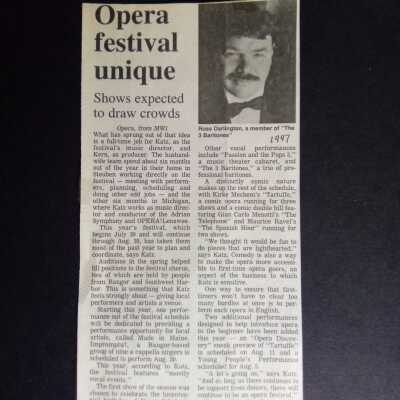 Opera
festival
unique
Shows expected
to draw crowds
Opera, from MW1
What has sprung out of that idea
is a full-time job for Katz, as the
festival's music director, and
Kern, as producer. The husband-
wife team spend about six months
out of the year in their home in
Steuben working directly on the
festival — meeting with perform-
ers, planning, scheduling and
doing other odd jobs — and the
other six months in Michigan,
where Katz works as music direc-
tor and conductor of the Adrian
Symphony and OPERA!Lenawee.
This year's festival, which
begins July 29 and will continue
through Aug. 16, has taken them
most of the past year to plan and
coordinate, says Katz.
Auditions in the spring helped
fill positions in the festival chorus,
two of which are held by people
from Bangor and Southwest Harbor.
This is something that Katz
feels strongly about — giving local
performers and artists a venue.
Starting this year, one perform-
ance out of the festival schedule
will be dedicated to providing a
performance opportunity for local
artists, called Made in Maine.
a Bangor-based
group of nine a cappella singers is
scheduled to perform Aug.
This year, according to Katz,
the festival features "mostly
vocal events."
The first show of the season was
chosen to celebrate the
Ross Darlington, a member of "The
3 Baritones"
1997
Other vocal performances
include "Passion and the Pops I,"
a music theater cabaret, and
"The 3 Baritones," a trio of pro-
fessional baritones.
A distinctly comic nature
makes up the rest of the schedule,
with Kirke Mechem's "Tartuffe,"
a comic opera running for three
shows and a comic double bill fea-
turing Gian Carlo Menotti's "The
Telephone" and Maurice Ravel's
"The Spanish Hour" running for
two shows.
"We thought it would be fun to
do pieces that are lighthearted,"
says Katz. Comedy is also a way
to make the opera more accessi-
ble to first-time opera goers, an
aspect of the business to which
Katz is sensitive.
One way to ensure that first-
timers won't have to clear too
many hurdles at once is to per-
form each opera in English.
Two additional performances
designed to help introduce opera
to the beginner have been added
this year — an "Opera Discov-
ery" sneak preview of "Tartuffe"
is scheduled on Aug. 11 and a
Young People's Performance
scheduled for Aug. 5.
"A lot's going on," says Katz.
"And so long as there continues to
be support from donors, there will
continue to be an opera festival."